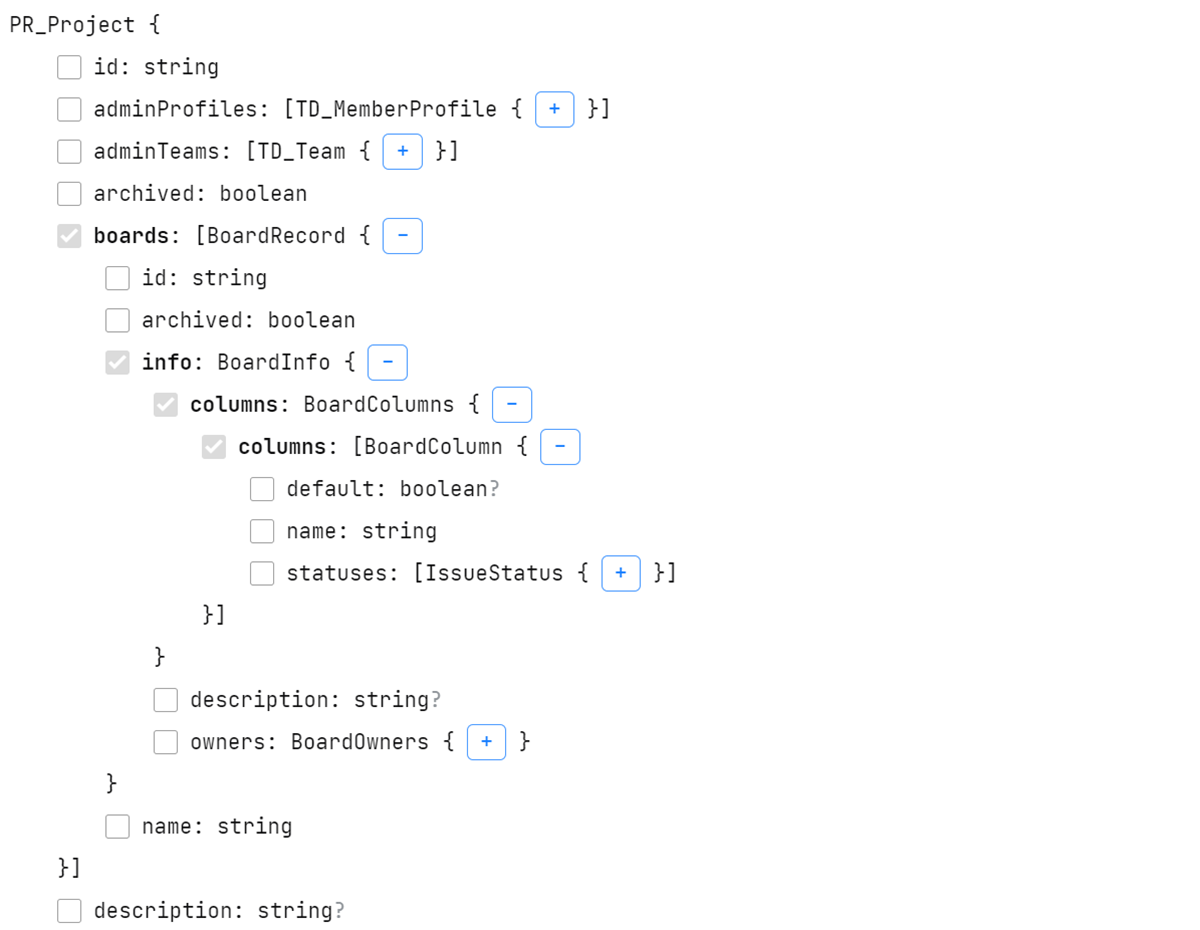 PR_Project {
id: string
adminProfiles: [TD_MemberProfile { + }]
adminTeams: [TD_Team { + }]
archived: boolean
boards: [BoardRecord { −
id: string
archived: boolean
info: BoardInfo { −
columns: BoardColumns { −
columns: [BoardColumn { −
default: boolean?
name: string
statuses: [IssueStatus { + }]
}]
}
description: string?
owners: BoardOwners { + }
}
name: string
}]
description: string?